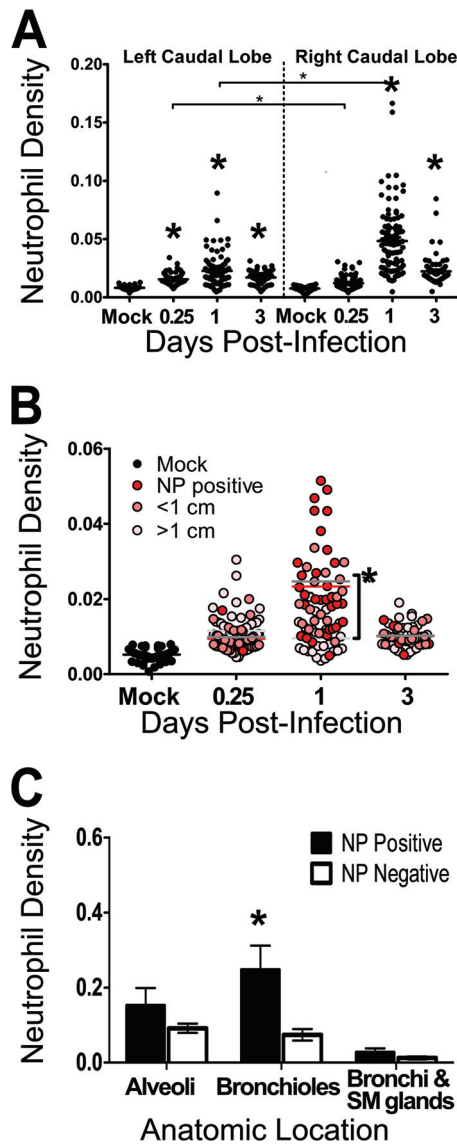 A
Left Caudal Lobe Right Caudal Lobe
Neutrophil Density
0.20
0.15
0.10
0.05
0.00
* * * * * * *
Mock 0.25 1 3 Mock 0.25 1 3
Days Post-Infection
B
Neutrophil Density
0.06
0.04
0.02
0.00
Mock
NP positive
<1 cm
>1 cm
*
Mock 0.25 1 3
Days Post-Infection
C
Neutrophil Density
0.6
0.4
0.2
0.0
NP Positive
NP Negative
*
Alveoli Bronchioles Bronchi &
SM glands
Anatomic Location